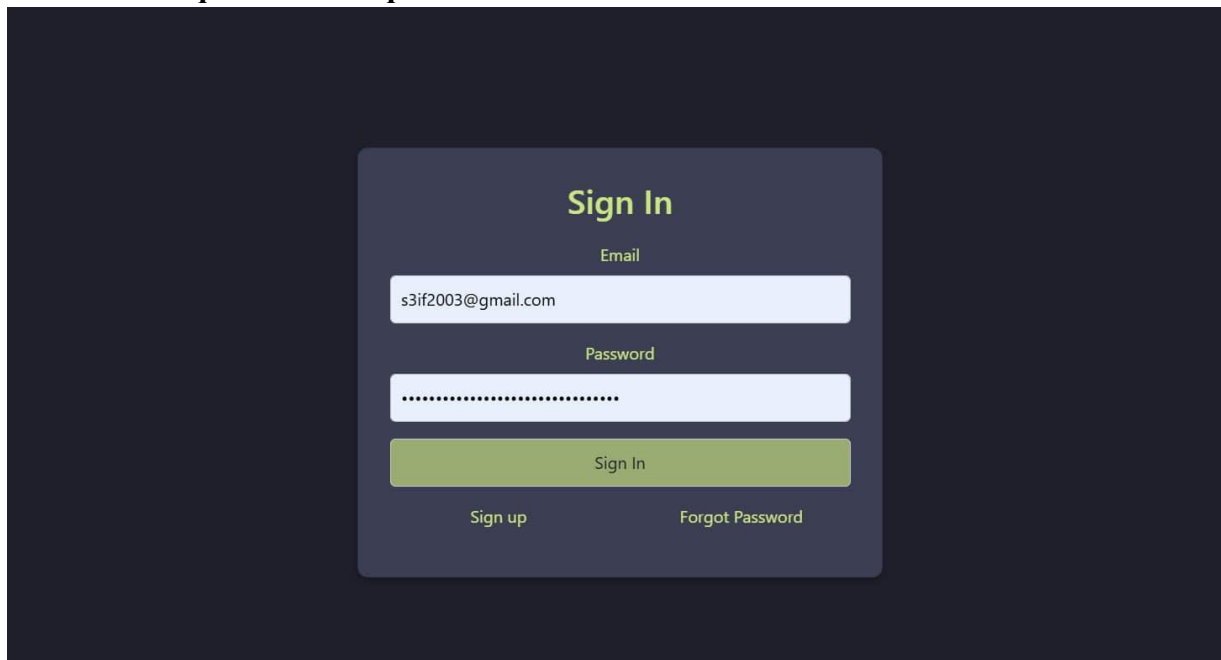 Sign In
Email
s3if2003@gmail.com
Password
••••••••••••••••••••••••••••••••
Sign In
Sign up Forgot Password